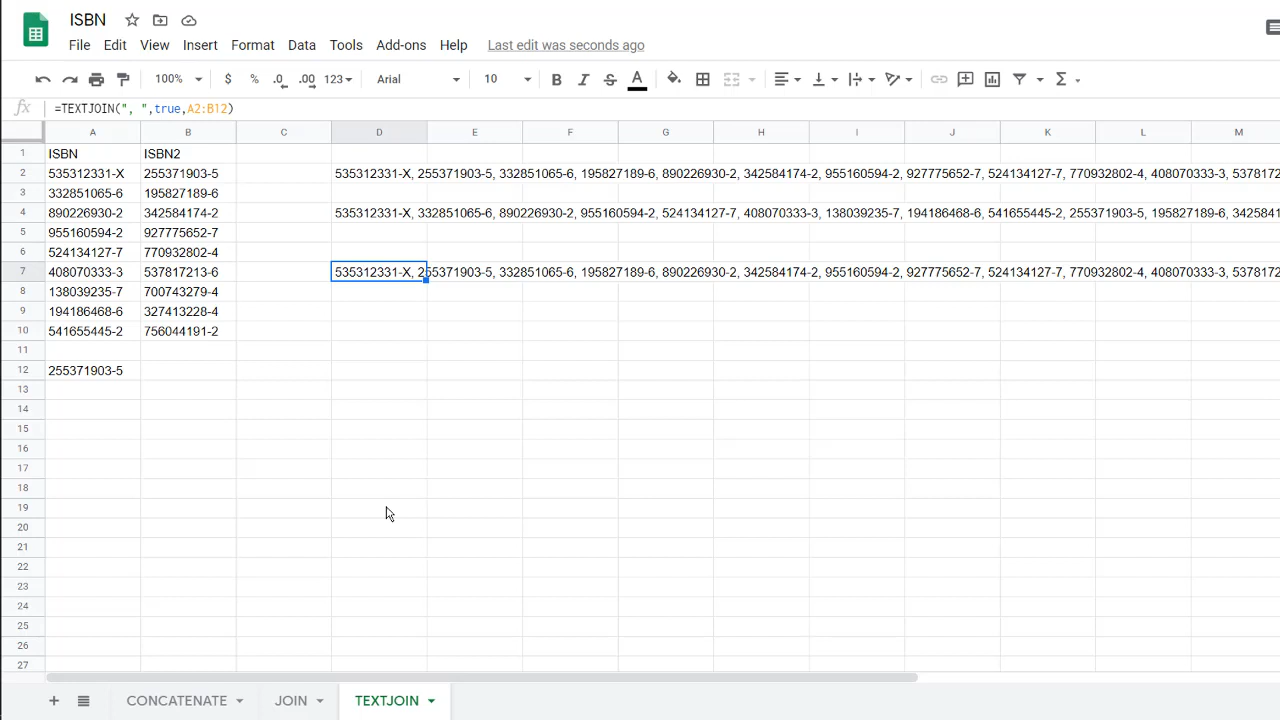 ISBN
File Edit View Insert Format Data Tools Add-ons Help Last edit was seconds ago
100% $ % .0 .00 123 Arial 10 B I S A
fx =TEXTJOIN(", ",true,A2:B12)
A B C D E F G H I J K L M
1 ISBN ISBN2
2 535312331-X 255371903-5 535312331-X, 255371903-5, 332851065-6, 195827189-6, 890226930-2, 342584174-2, 955160594-2, 927775652-7, 524134127-7, 770932802-4, 408070333-3, 5378172
3 332851065-6 195827189-6
4 890226930-2 342584174-2 535312331-X, 332851065-6, 890226930-2, 955160594-2, 524134127-7, 408070333-3, 138039235-7, 194186468-6, 541655445-2, 255371903-5, 195827189-6, 342584
5 955160594-2 927775652-7
6 524134127-7 770932802-4
7 408070333-3 537817213-6 535312331-X, 255371903-5, 332851065-6, 195827189-6, 890226930-2, 342584174-2, 955160594-2, 927775652-7, 524134127-7, 770932802-4, 408070333-3, 5378172
8 138039235-7 700743279-4
9 194186468-6 327413228-4
10 541655445-2 756044191-2
11
12 255371903-5
13
14
15
16
17
18
19
20
21
22
23
24
25
26
27
+ CONCATENATE JOIN TEXTJOIN